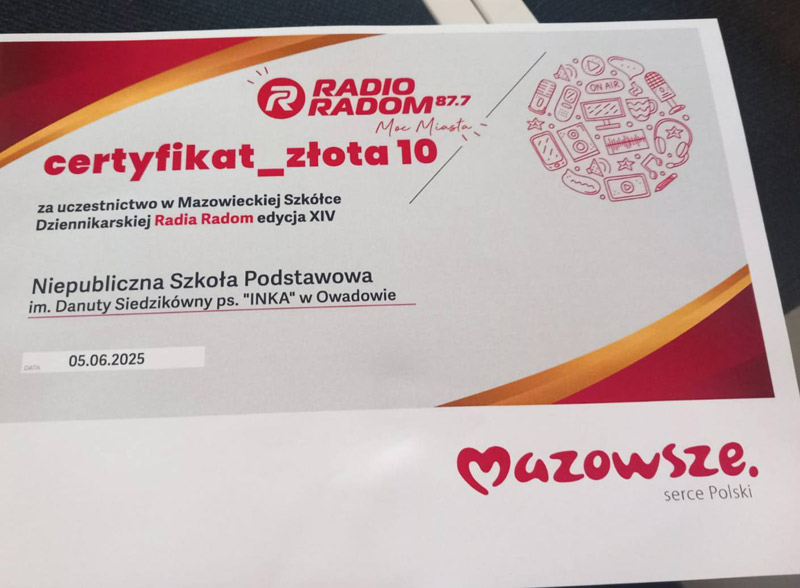 RADIO
RADOM 87.7
Moc Miasta
ON AIR
certyfikat_złota 10
za uczestnictwo w Mazowieckiej Szkółce
Dziennikarskiej Radia Radom edycja XIV
Niepubliczna Szkoła Podstawowa
im. Danuty Siedzikówny ps. "INKA" w Owadowie
DATA 05.06.2025
Mazowsze.
serce Polski